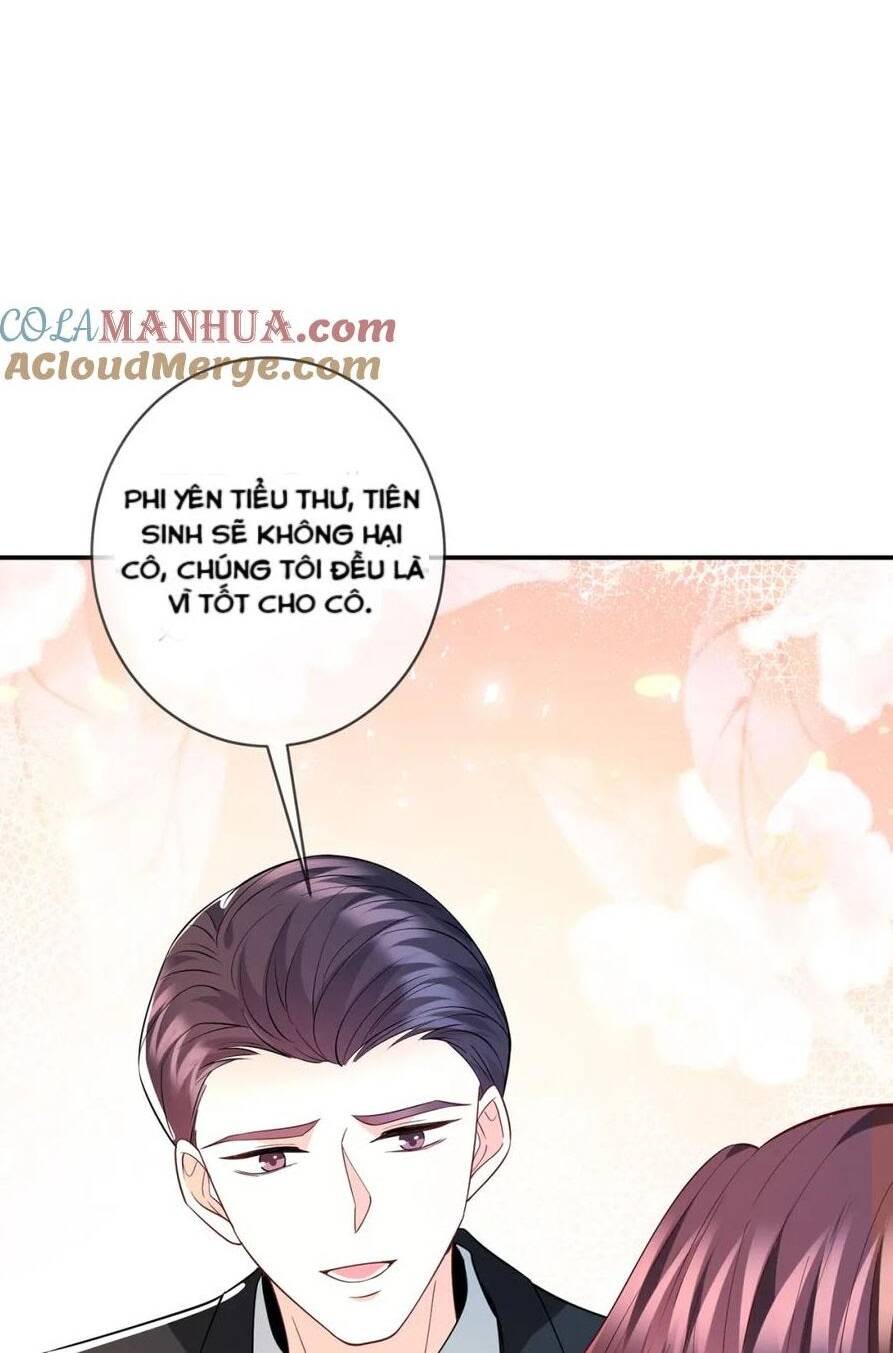 COLAMANHUA.com
ACloudMerge.com
PHI YÊN TIỂU THƯ, TIÊN
SINH SẼ KHÔNG HẠI
CÔ, CHÚNG TÔI ĐỀU LÀ
VÌ TỐT CHO CÔ.